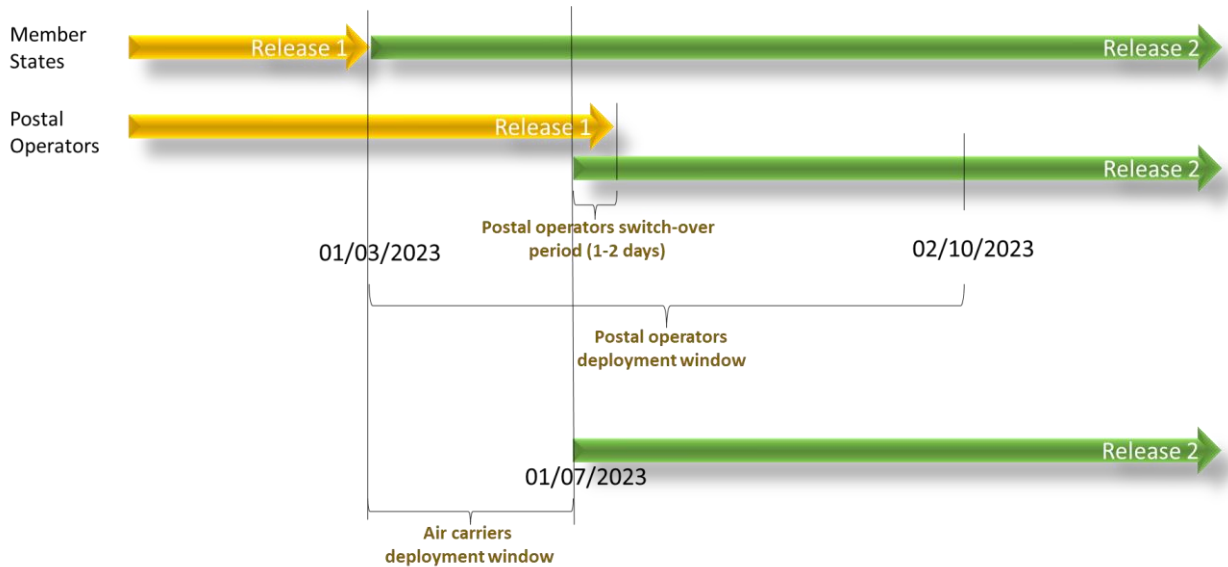 Member
States
Release 1
Release 2
Postal
Operators
Release 1
Release 2
Postal operators switch-over
period (1-2 days)
01/03/2023
02/10/2023
Postal operators
deployment window
Release 2
01/07/2023
Air carriers
deployment window